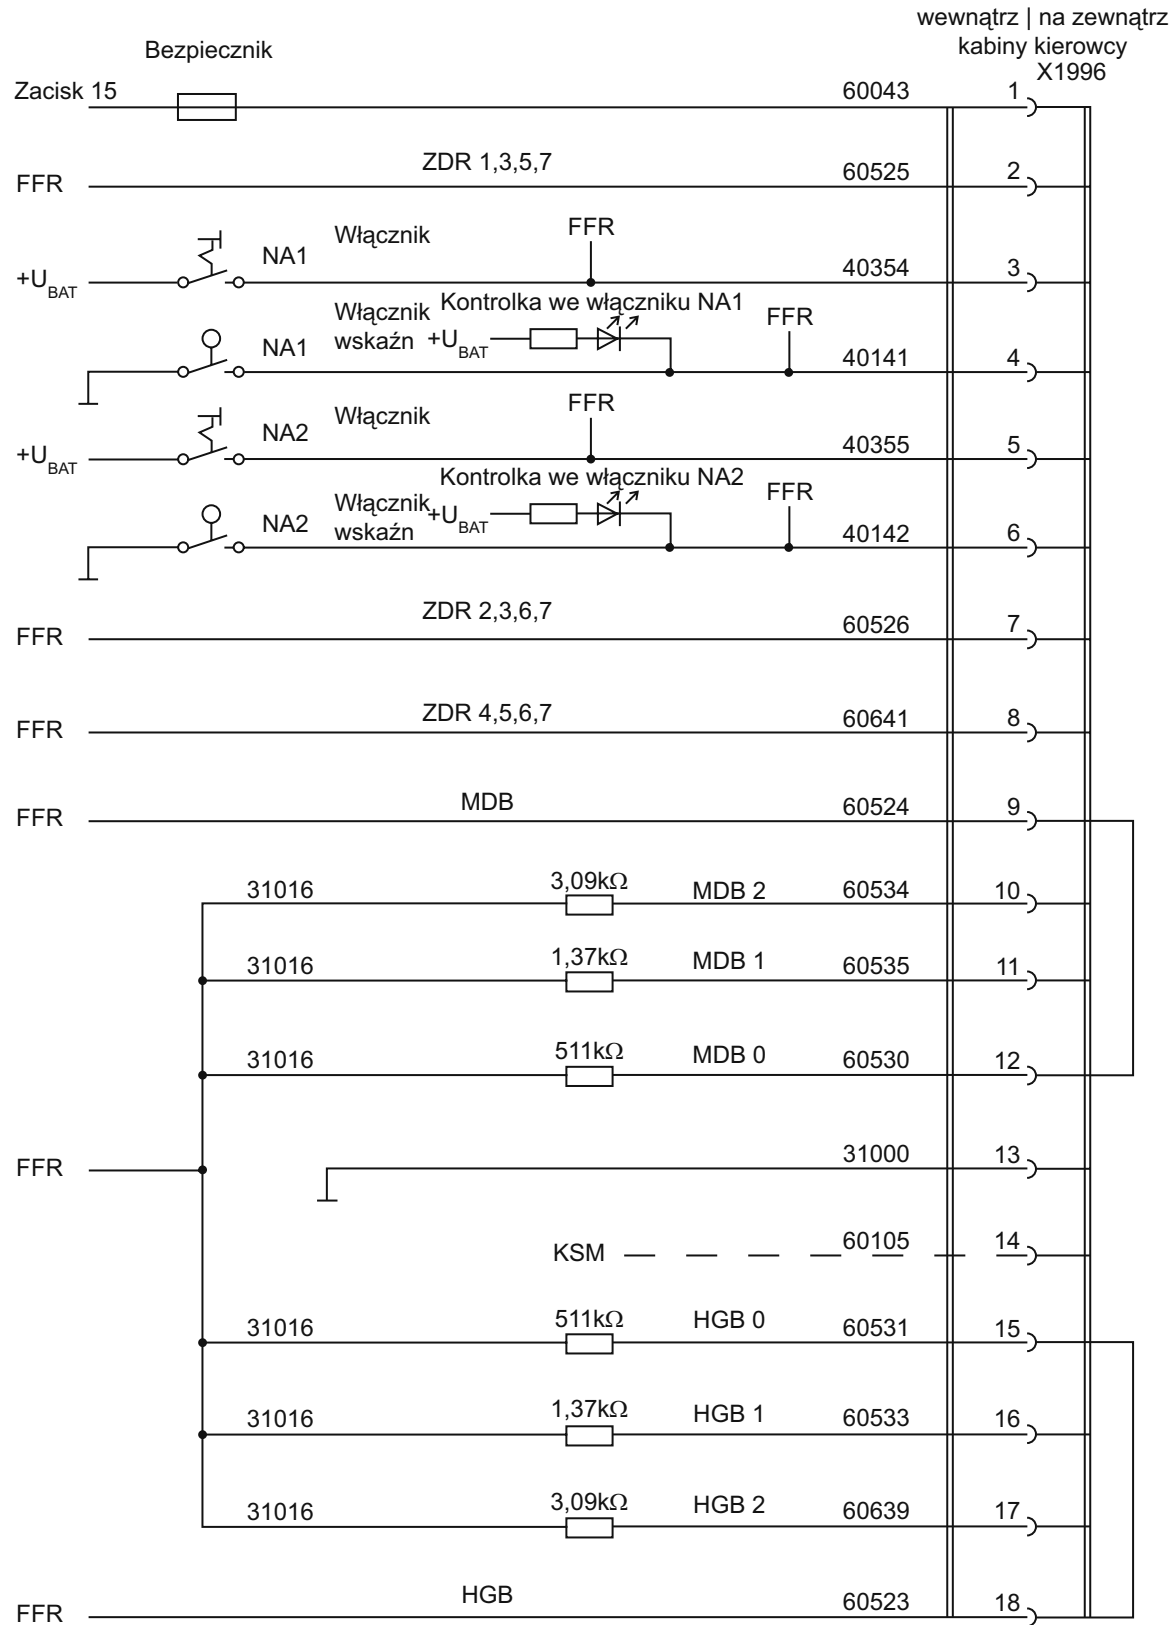 wewnątrz | na zewnątrz
kabiny kierowcy
X1996
Bezpiecznik
Zacisk 15
60043
1
FFR
ZDR 1,3,5,7
60525
2
+UBAT
NA1
Włącznik
FFR
40354
3
NA1
Włącznik
wskaźn
Kontrolka we włączniku NA1
+UBAT
FFR
40141
4
+UBAT
NA2
Włącznik
FFR
40355
5
NA2
Włącznik
wskaźn
Kontrolka we włączniku NA2
+UBAT
FFR
40142
6
FFR
ZDR 2,3,6,7
60526
7
FFR
ZDR 4,5,6,7
60641
8
FFR
MDB
60524
9
31016
3,09kΩ
MDB 2
60534
10
31016
1,37kΩ
MDB 1
60535
11
31016
511kΩ
MDB 0
60530
12
FFR
31000
13
KSM
60105
14
31016
511kΩ
HGB 0
60531
15
31016
1,37kΩ
HGB 1
60533
16
31016
3,09kΩ
HGB 2
60639
17
FFR
HGB
60523
18